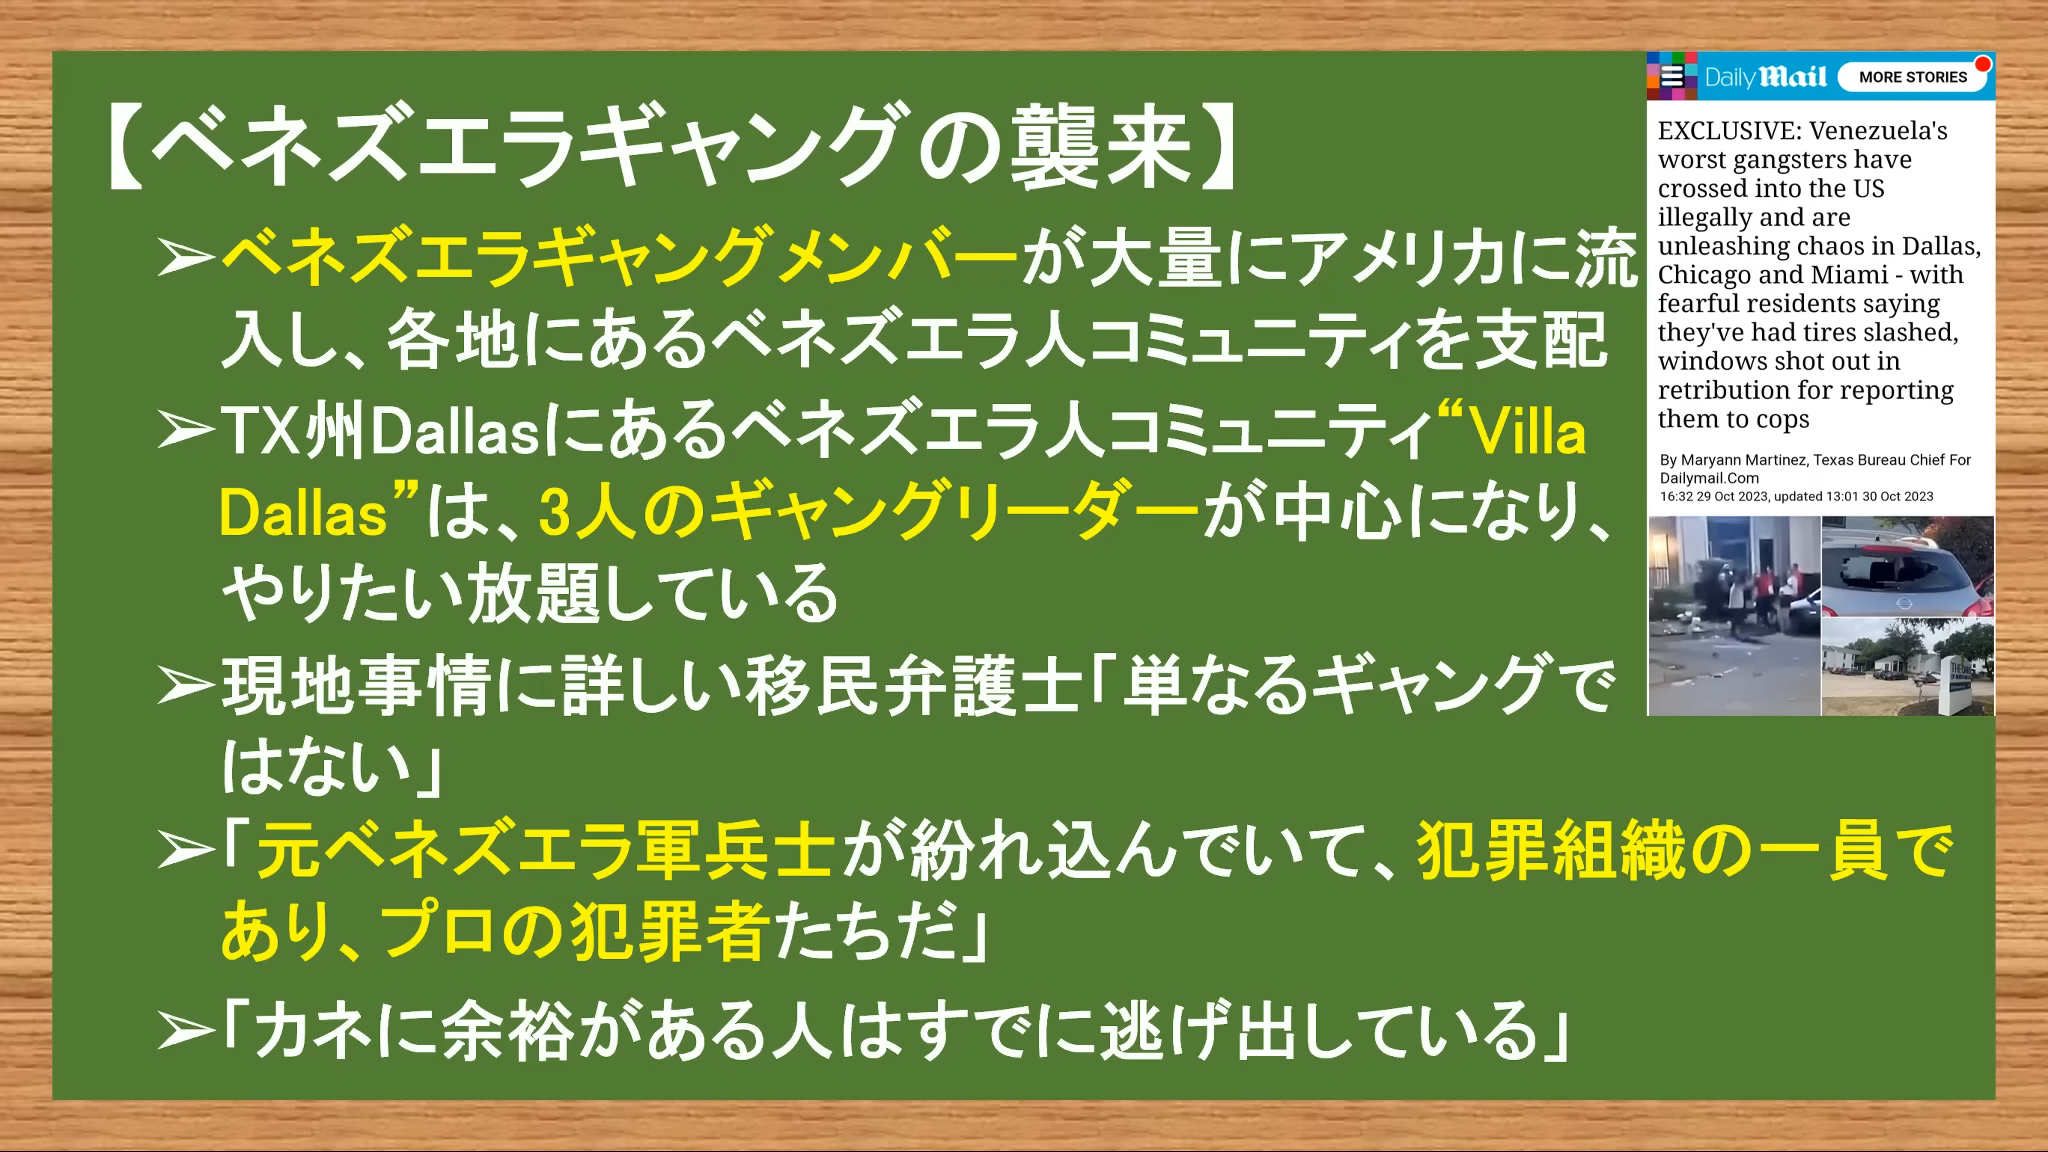 【ベネズエラギャングの襲来】
➢ベネズエラギャングメンバーが大量にアメリカに流
入し、各地にあるベネズエラ人コミュニティを支配
➢TX州Dallasにあるベネズエラ人コミュニティ“Villa
Dallas”は、3人のギャングリーダーが中心になり、
やりたい放題している
➢現地事情に詳しい移民弁護士「単なるギャングで
はない」
➢「元ベネズエラ軍兵士が紛れ込んでいて、犯罪組織の一員で
あり、プロの犯罪者たちだ」
➢「カネに余裕がある人はすでに逃げ出している」
Daily Mail MORE STORIES
EXCLUSIVE: Venezuela's
worst gangsters have
crossed into the US
illegally and are
unleashing chaos in Dallas,
Chicago and Miami - with
fearful residents saying
they've had tires slashed,
windows shot out in
retribution for reporting
them to cops
By Maryann Martinez, Texas Bureau Chief For
Dailymail.Com
16:32 29 Oct 2023, updated 13:01 30 Oct 2023